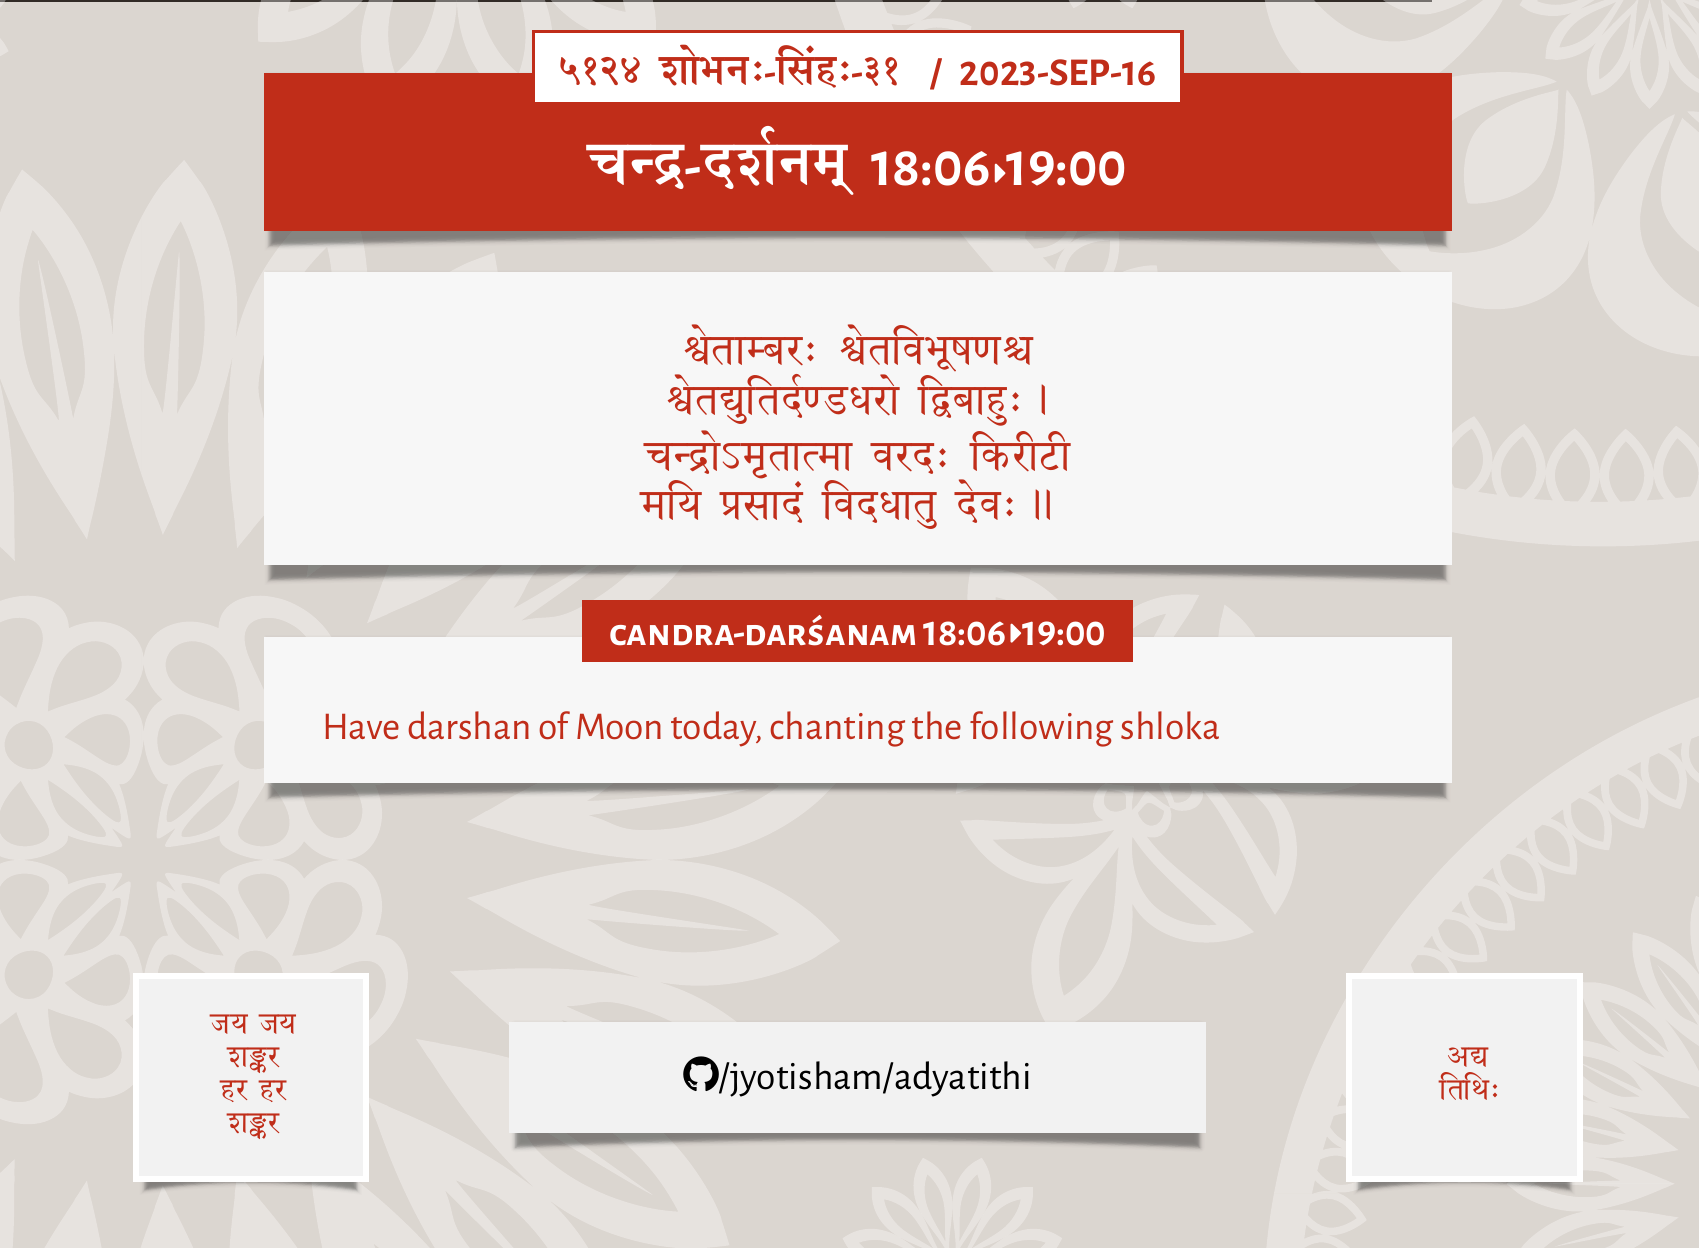 ५१२४ शोभनः-सिंहः-३१ / 2023-SEP-16
चन्द्र-दर्शनम् 18:06▸19:00
श्वेताम्बरः श्वेतविभूषणश्च
श्वेतद्युतिर्दण्डधरो द्विबाहुः ।
चन्द्रोऽमृतात्मा वरदः किरीटी
मयि प्रसादं विदधातु देवः ॥
CANDRA-DARŚANAM 18:06▸19:00
Have darshan of Moon today, chanting the following shloka
जय जय
शङ्कर
हर हर
शङ्कर
/jyotisham/adyatithi
अद्य
तिथिः